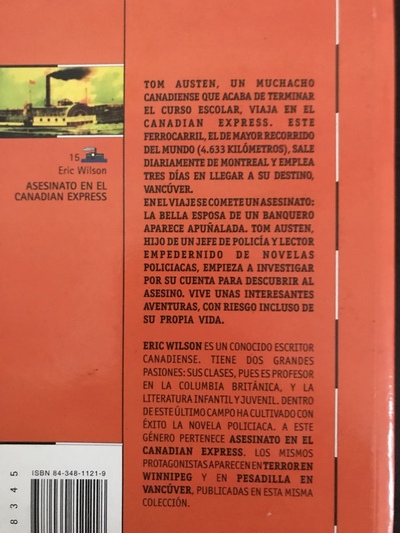 15
Eric Wilson
ASESINATO EN EL
CANADIAN EXPRESS
TOM AUSTEN, UN MUCHACHO
CANADIENSE QUE ACABA DE TERMINAR
EL CURSO ESCOLAR, VIAJA EN EL
CANADIAN EXPRESS. ESTE
FERROCARRIL, EL DE MAYOR RECORRIDO
DEL MUNDO (4.633 KILÓMETROS), SALE
DIARIAMENTE DE MONTREAL Y EMPLEA
TRES DÍAS EN LLEGAR A SU DESTINO,
VANCÚVER.
EN EL VIAJE SE COMETE UN ASESINATO:
LA BELLA ESPOSA DE UN BANQUERO
APARECE APUÑALADA. TOM AUSTEN,
HIJO DE UN JEFE DE POLICÍA Y LECTOR
EMPEDERNIDO DE NOVELAS
POLICIACAS, EMPIEZA A INVESTIGAR
POR SU CUENTA PARA DESCUBRIR AL
ASESINO. VIVE UNAS INTERESANTES
AVENTURAS, CON RIESGO INCLUSO DE
SU PROPIA VIDA.
ERIC WILSON ES UN CONOCIDO ESCRITOR
CANADIENSE. TIENE DOS GRANDES
PASIONES: SUS CLASES, PUES ES PROFESOR
EN LA COLUMBIA BRITÁNICA, Y LA
LITERATURA INFANTIL Y JUVENIL. DENTRO
DE ESTE ÚLTIMO CAMPO HA CULTIVADO CON
ÉXITO LA NOVELA POLICIACA. A ESTE
GÉNERO PERTENECE ASESINATO EN EL
CANADIAN EXPRESS. LOS MISMOS
PROTAGONISTAS APARECEN EN TERROR EN
WINNIPEG Y EN PESADILLA EN
VANCÚVER, PUBLICADAS EN ESTA MISMA
COLECCIÓN.
ISBN 84-348-1121-9
8345